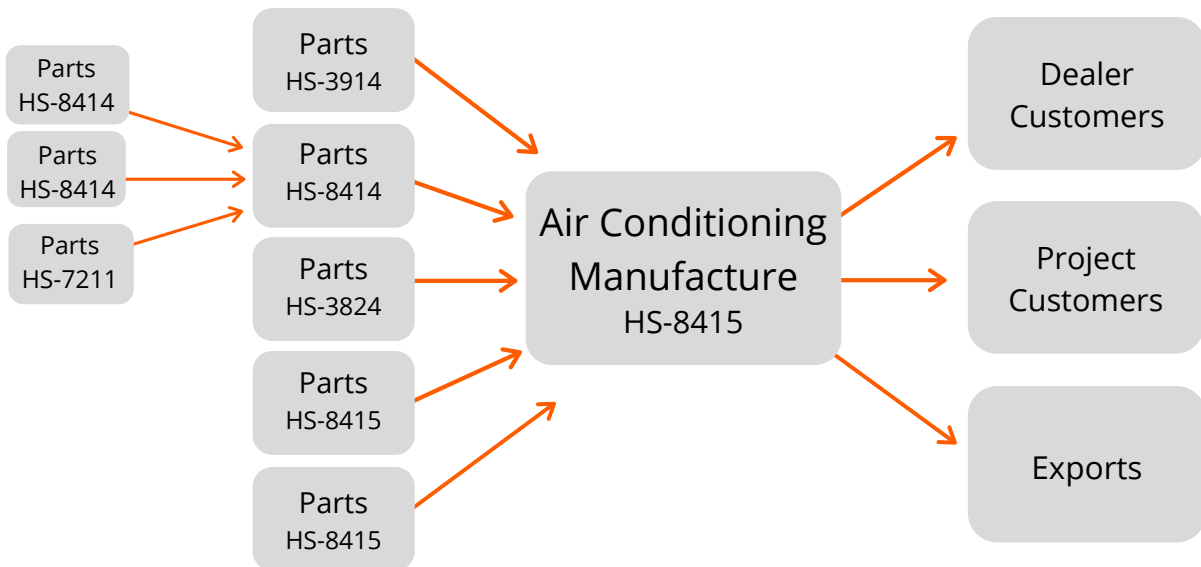 Parts
HS-8414
Parts
HS-8414
Parts
HS-7211
Parts
HS-3914
Parts
HS-8414
Parts
HS-3824
Parts
HS-8415
Parts
HS-8415
Air Conditioning
Manufacture
HS-8415
Dealer
Customers
Project
Customers
Exports